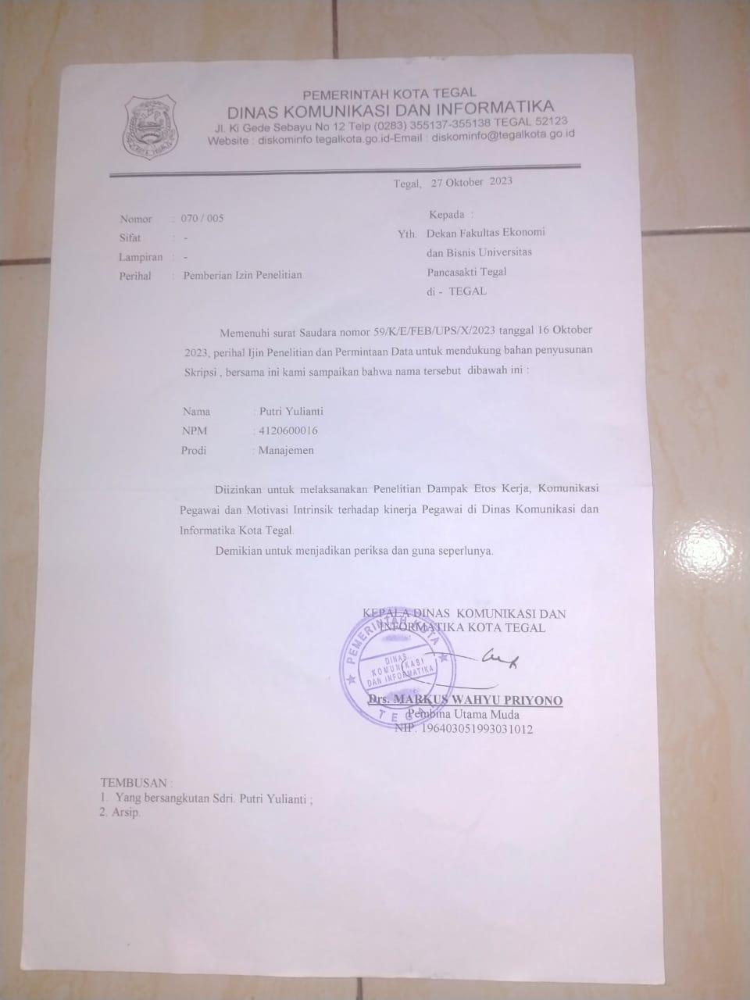 PEMERINTAH KOTA TEGAL
DINAS KOMUNIKASI DAN INFORMATIKA
Jl. Ki Gede Sebayu No 12 Telp (0283) 355137-355138 TEGAL 52123
Website : diskominfo tegalkota.go.id-Email : diskominfo@tegalkota.go.id
Tegal, 27 Oktober 2023
Nomor : 070 / 005
Sifat : -
Lampiran : -
Perihal : Pemberian Izin Penelitian
Kepada :
Yth. Dekan Fakultas Ekonomi
dan Bisnis Universitas
Pancasakti Tegal
di - TEGAL
Memenuhi surat Saudara nomor 59/K/E/FEB/UPS/X/2023 tanggal 16 Oktober
2023, perihal Ijin Penelitian dan Permintaan Data untuk mendukung bahan penyusunan
Skripsi , bersama ini kami sampaikan bahwa nama tersebut dibawah ini :
Nama : Putri Yulianti
NPM : 4120600016
Prodi : Manajemen
Diizinkan untuk melaksanakan Penelitian Dampak Etos Kerja, Komunikasi
Pegawai dan Motivasi Intrinsik terhadap kinerja Pegawai di Dinas Komunikasi dan
Informatika Kota Tegal.
Demikian untuk menjadikan periksa dan guna seperlunya.
KEPALA DINAS KOMUNIKASI DAN
INFORMATIKA KOTA TEGAL
PEMERINTAH KOTA
DINAS
KOMUNIKASI
DAN INFORMATIKA
TEGAL
Drs. MARKUS WAHYU PRIYONO
Pembina Utama Muda
NIP. 196403051993031012
TEMBUSAN :
1. Yang bersangkutan Sdri. Putri Yulianti ;
2. Arsip.